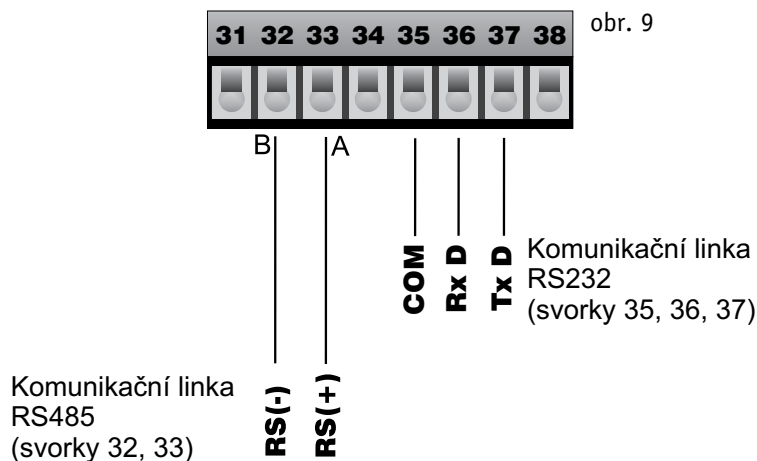 31 32 33 34 35 36 37 38
obr. 9
B
A
COM
Rx D
Tx D
Komunikační linka
RS232
(svorky 35, 36, 37)
Komunikační linka
RS485
(svorky 32, 33)
RS(-)
RS(+)